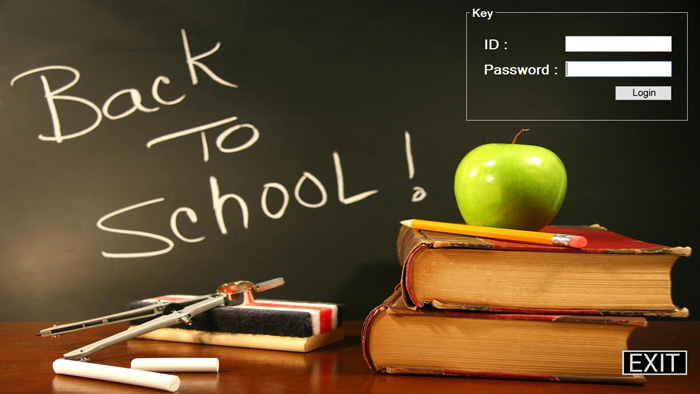 Back
To
School !
Key
ID :
Password :
Login
EXIT